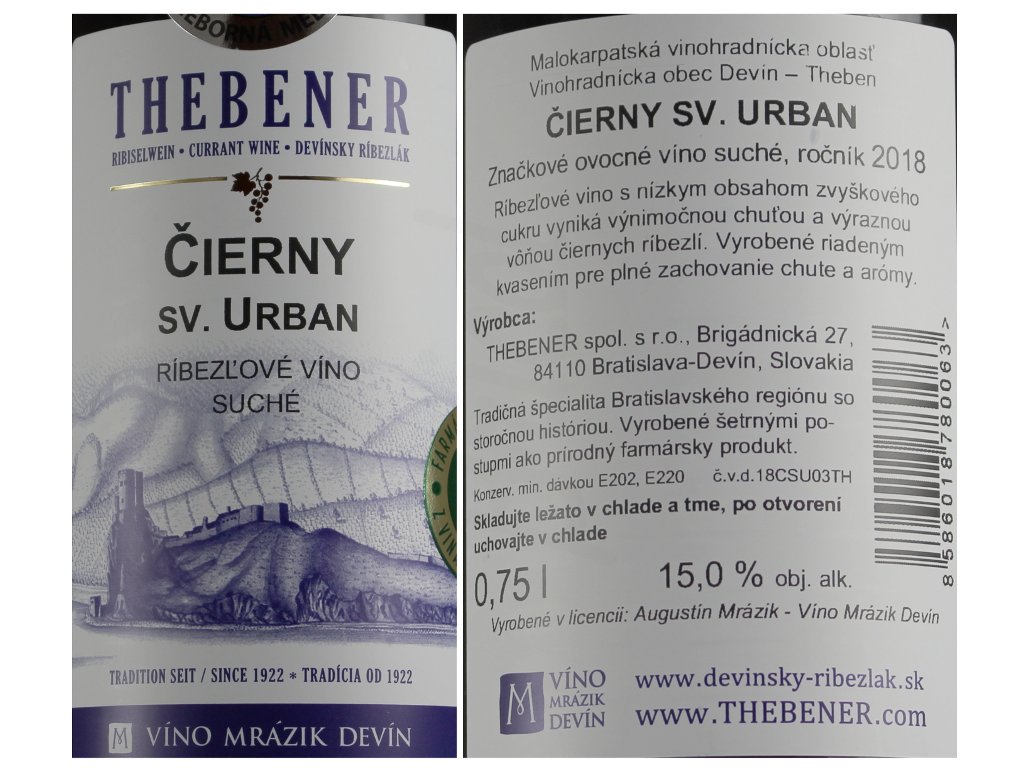 EBORNÁ
THEBENER
RIBISELWEIN • CURRANT WINE • DEVÍNSKY RÍBEZLÁK
ČIERNY
SV. URBAN
RÍBEZĽOVÉ VÍNO
SUCHÉ
TRADITION SEIT / SINCE 1922 * TRADÍCIA OD 1922
M VÍNO MRÁZIK DEVÍN
Malokarpatská vinohradnícka oblasť
Vinohradnícka obec Devín – Theben
ČIERNY SV. URBAN
Značkové ovocné víno suché, ročník 2018
Ríbezľové vino s nízkym obsahom zvyškového
cukru vyniká výnimočnou chuťou a výraznou
vôňou čiernych ríbezlí. Vyrobené riadeným
kvasením pre plné zachovanie chute a arómy.
Výrobca:
THEBENER spol. s r.o., Brigádnická 27,
84110 Bratislava-Devín, Slovakia
Tradičná špecialita Bratislavského regiónu so
storočnou históriou. Vyrobené šetrnými po-
stupmi ako prírodný farmársky produkt.
Konzerv. min. dávkou E202, E220 č.v.d.18CSU03TH
Skladujte ležato v chlade a tme, po otvorení
uchovajte v chlade
0,75 l 15,0 % obj. alk.
Vyrobené v licencii: Augustín Mrázik - Víno Mrázik Devín
8586018780063>
M VÍNO
MRÁZIK
DEVÍN
www.devinsky-ribezlak.sk
www.THEBENER.com